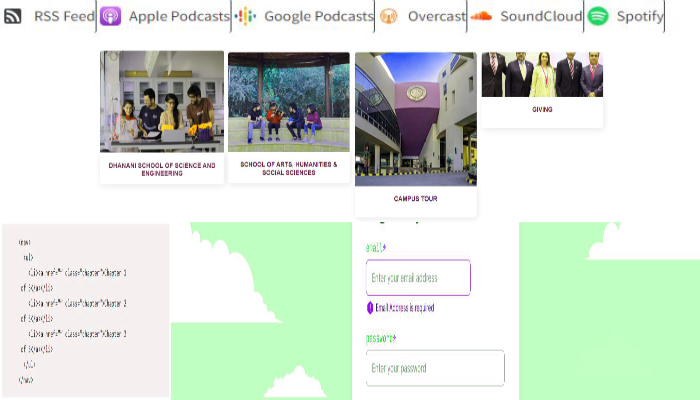 RSS Feed Apple Podcasts Google Podcasts Overcast SoundCloud Spotify
GIVING
DHANANI SCHOOL OF SCIENCE AND
ENGINEERING
SCHOOL OF ARTS, HUMANITIES &
SOCIAL SCIENCES
CAMPUS TOUR
<nav>
<ol>
<li><a href="" class="chapter">Chapter 1
of 3</a></li>
<li><a href="" class="chapter">Chapter 2
of 3</a></li>
<li><a href="" class="chapter">Chapter 3
of 3</a></li>
</ol>
</nav>
email*
Enter your email address
Email Address is required
password*
Enter your password